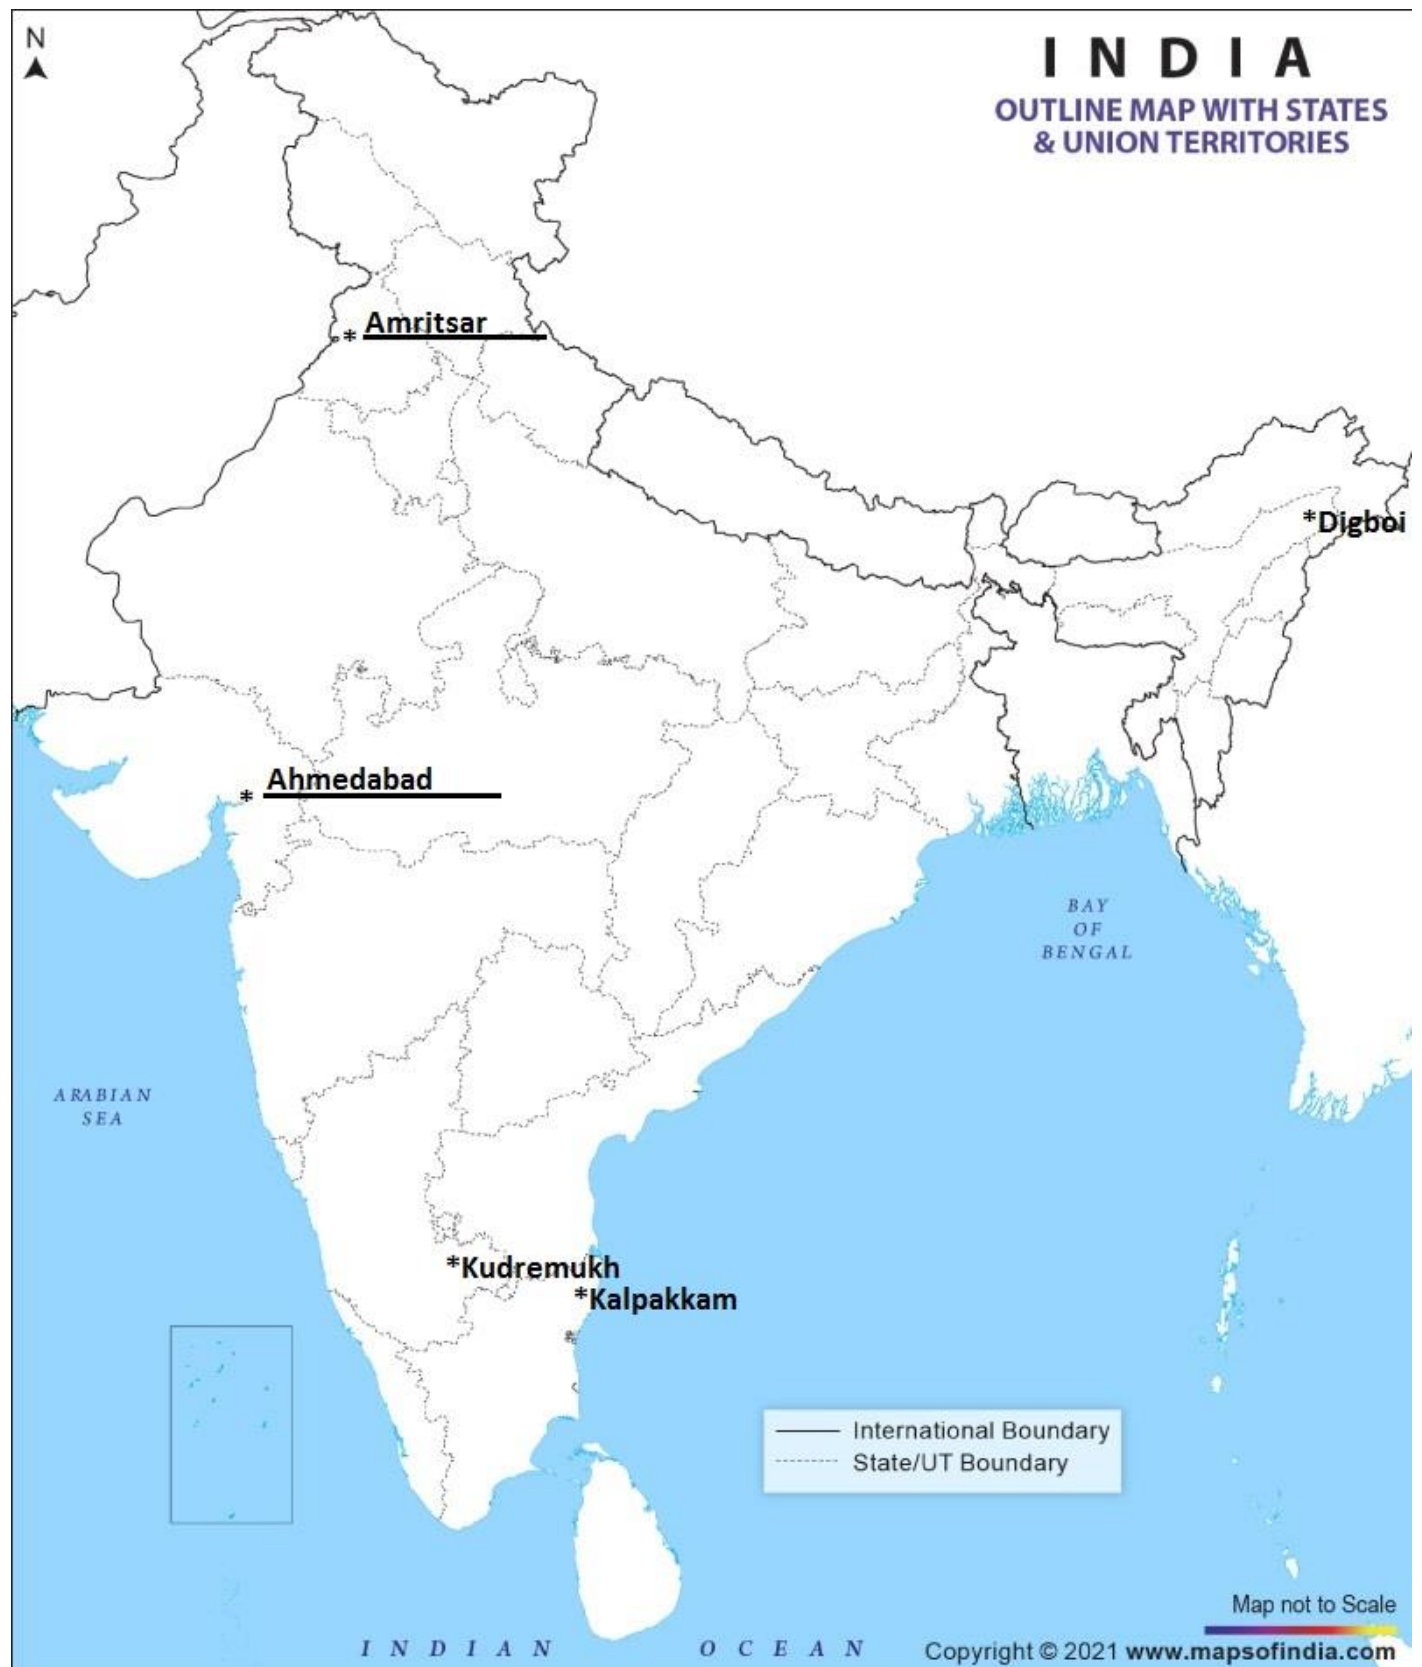 N
INDIA
OUTLINE MAP WITH STATES
& UNION TERRITORIES
*Amritsar
*Digboi
*Ahmedabad
BAY
OF
BENGAL
ARABIAN
SEA
*Kudremukh
*Kalpakkam
International Boundary
State/UT Boundary
Map not to Scale
INDIAN OCEAN
Copyright © 2021 www.mapsofindia.com